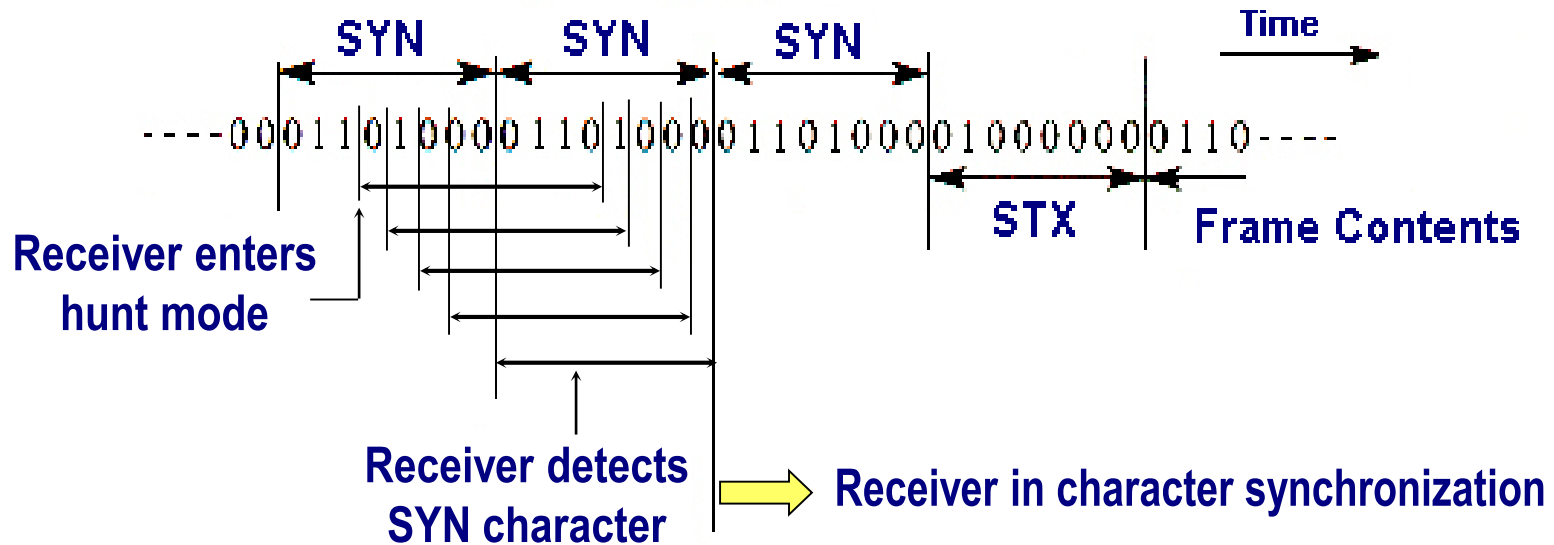 SYN SYN SYN Time
----00011010000110100001101000010000000110----
STX Frame Contents
Receiver enters
hunt mode
Receiver detects
SYN character
Receiver in character synchronization